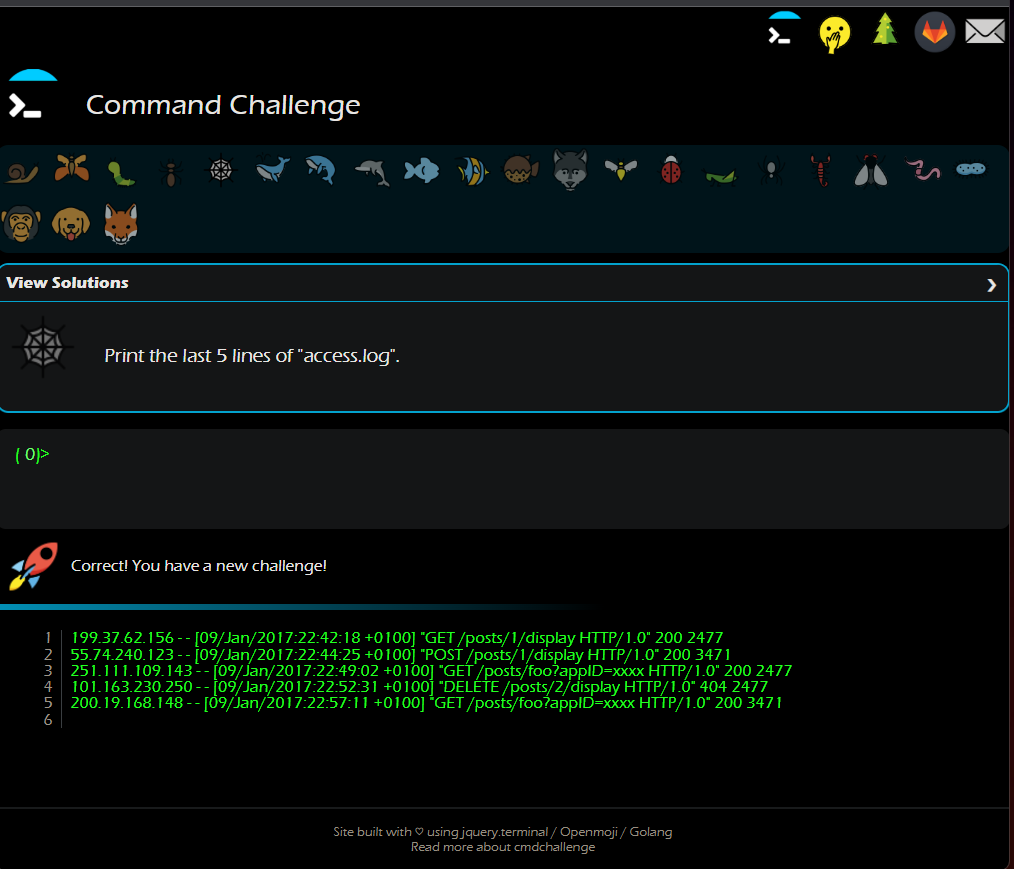 Command Challenge
View Solutions
Print the last 5 lines of "access.log".
( 0)>
Correct! You have a new challenge!
1 199.37.62.156 - - [09/Jan/2017:22:42:18 +0100] "GET /posts/1/display HTTP/1.0" 200 2477
2 55.74.240.123 - - [09/Jan/2017:22:44:25 +0100] "POST /posts/1/display HTTP/1.0" 200 3471
3 251.111.109.143 - - [09/Jan/2017:22:49:02 +0100] "GET /posts/foo?appID=xxxx HTTP/1.0" 200 2477
4 101.163.230.250 - - [09/Jan/2017:22:52:31 +0100] "DELETE /posts/2/display HTTP/1.0" 404 2477
5 200.19.168.148 - - [09/Jan/2017:22:57:11 +0100] "GET /posts/foo?appID=xxxx HTTP/1.0" 200 3471
6
Site built with ♡ using jquery.terminal / Openmoji / Golang
Read more about cmdchallenge